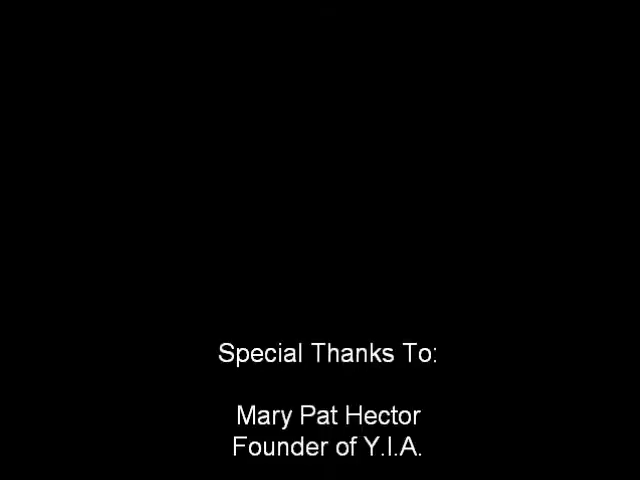 Special Thanks To:
Mary Pat Hector
Founder of Y.I.A.